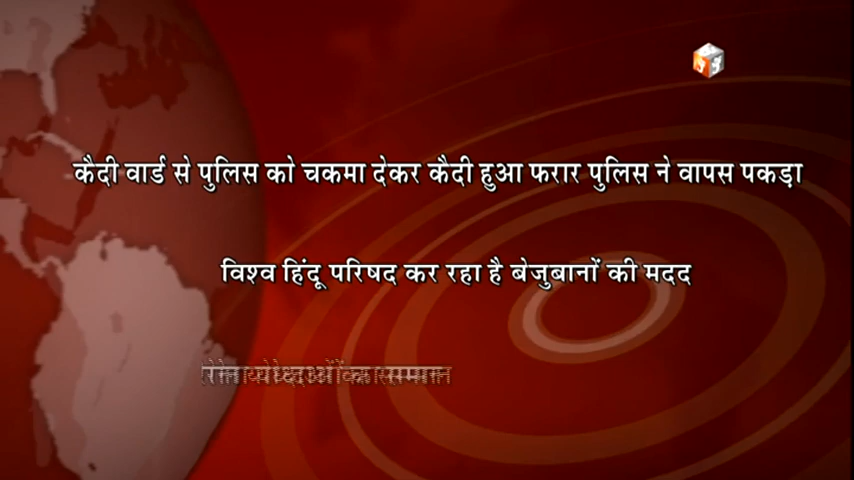 कैदी वार्ड से पुलिस को चकमा देकर कैदी हुआ फरार पुलिस ने वापस पकड़ा
विश्व हिंदू परिषद कर रहा है बेजुबानों की मदद